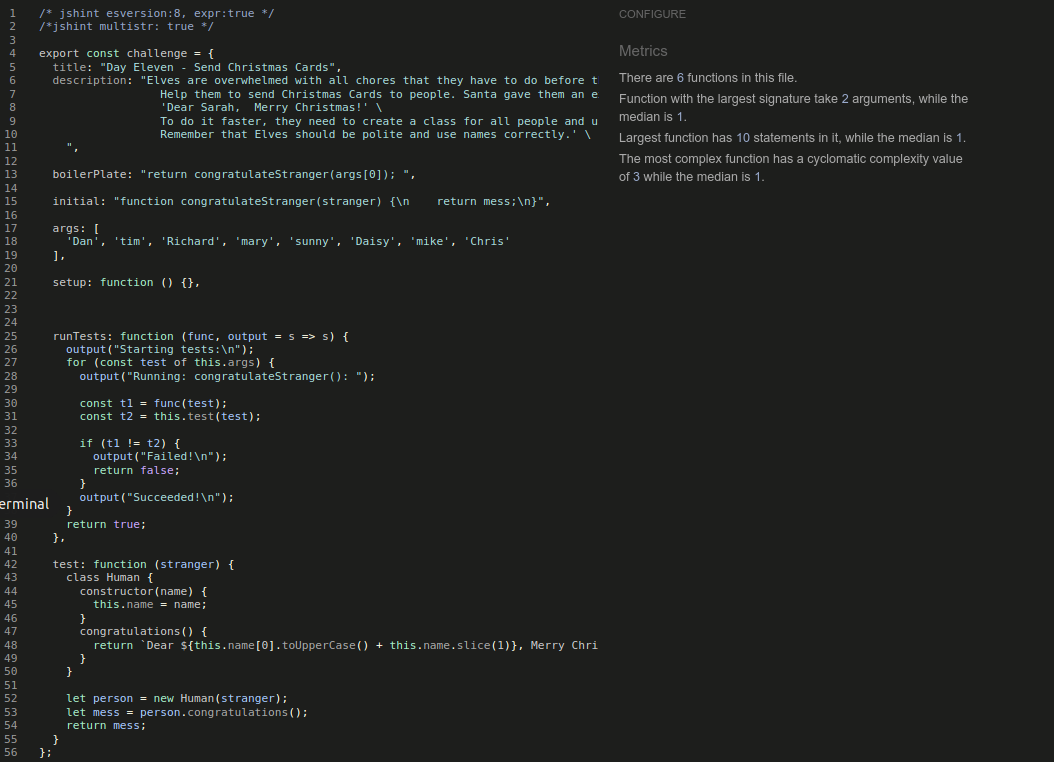 1 /* jshint esversion:8, expr:true */
2 /*jshint multistr: true */
3
4 export const challenge = {
5 title: "Day Eleven - Send Christmas Cards",
6 description: "Elves are overwhelmed with all chores that they have to do before t
7 Help them to send Christmas Cards to people. Santa gave them an e
8 'Dear Sarah,  Merry Christmas!' \
9 To do it faster, they need to create a class for all people and u
10 Remember that Elves should be polite and use names correctly.' \
11 ",
12
13 boilerPlate: "return congratulateStranger(args[0]); ",
14
15 initial: "function congratulateStranger(stranger) {\n    return mess;\n}",
16
17 args: [
18 'Dan', 'tim', 'Richard', 'mary', 'sunny', 'Daisy', 'mike', 'Chris'
19 ],
20
21 setup: function () {},
22
23
24
25 runTests: function (func, output = s => s) {
26 output("Starting tests:\n");
27 for (const test of this.args) {
28 output("Running: congratulateStranger(): ");
29
30 const t1 = func(test);
31 const t2 = this.test(test);
32
33 if (t1 != t2) {
34 output("Failed!\n");
35 return false;
36 }
output("Succeeded!\n");
erminal }
39 return true;
40 },
41
42 test: function (stranger) {
43 class Human {
44 constructor(name) {
45 this.name = name;
46 }
47 congratulations() {
48 return `Dear ${this.name[0].toUpperCase() + this.name.slice(1)}, Merry Chri
49 }
50 }
51
52 let person = new Human(stranger);
53 let mess = person.congratulations();
54 return mess;
55 }
56 };
CONFIGURE
Metrics
There are 6 functions in this file.
Function with the largest signature take 2 arguments, while the
median is 1.
Largest function has 10 statements in it, while the median is 1.
The most complex function has a cyclomatic complexity value
of 3 while the median is 1.